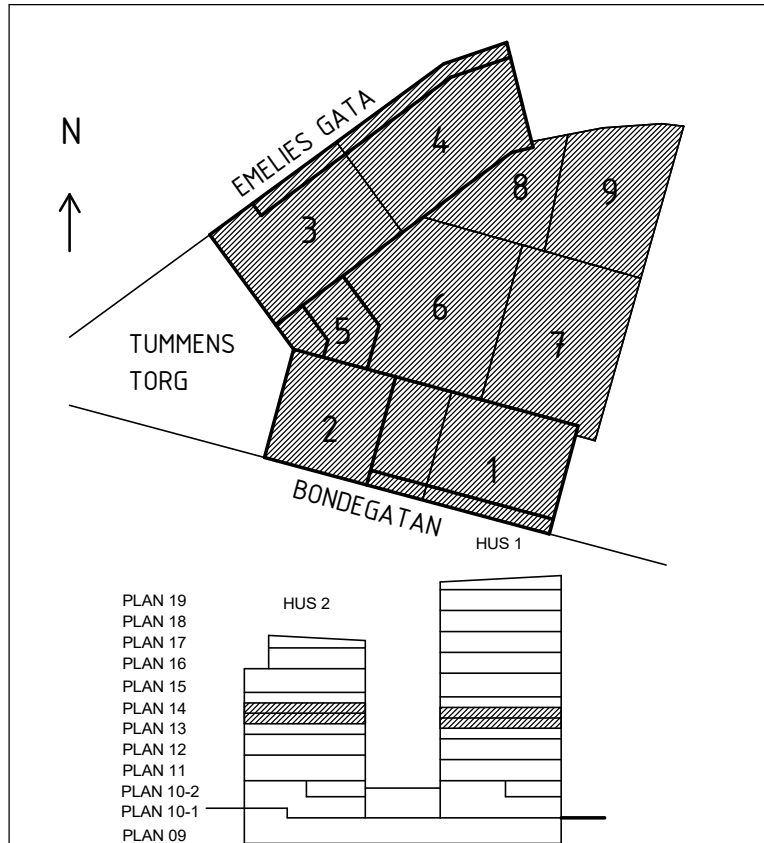 N
EMELIES GATA
4
8
9
3
6
5
7
TUMMENS
TORG
2
1
BONDEGATAN
HUS 1
HUS 2
PLAN 19
PLAN 18
PLAN 17
PLAN 16
PLAN 15
PLAN 14
PLAN 13
PLAN 12
PLAN 11
PLAN 10-2
PLAN 10-1
PLAN 09